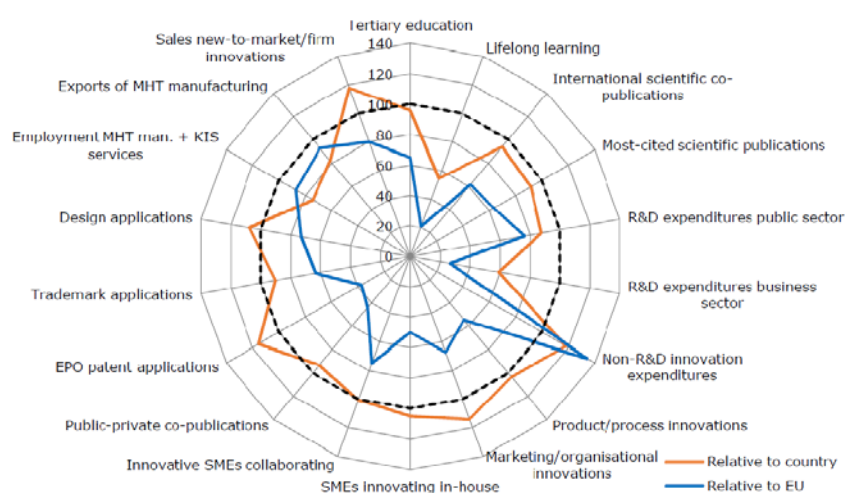 Tertiary education
140
Sales new-to-market/firm
innovations
Lifelong learning
120
Exports of MHT manufacturing
International scientific co-
publications
100
Employment MHT man. + KIS
services
80
Most-cited scientific publications
60
40
Design applications
R&D expenditures public sector
20
0
Trademark applications
R&D expenditures business
sector
EPO patent applications
Non-R&D innovation
expenditures
Public-private co-publications
Product/process innovations
Innovative SMEs collaborating
Marketing/organisational
innovations
SMEs innovating in-house
Relative to country
Relative to EU